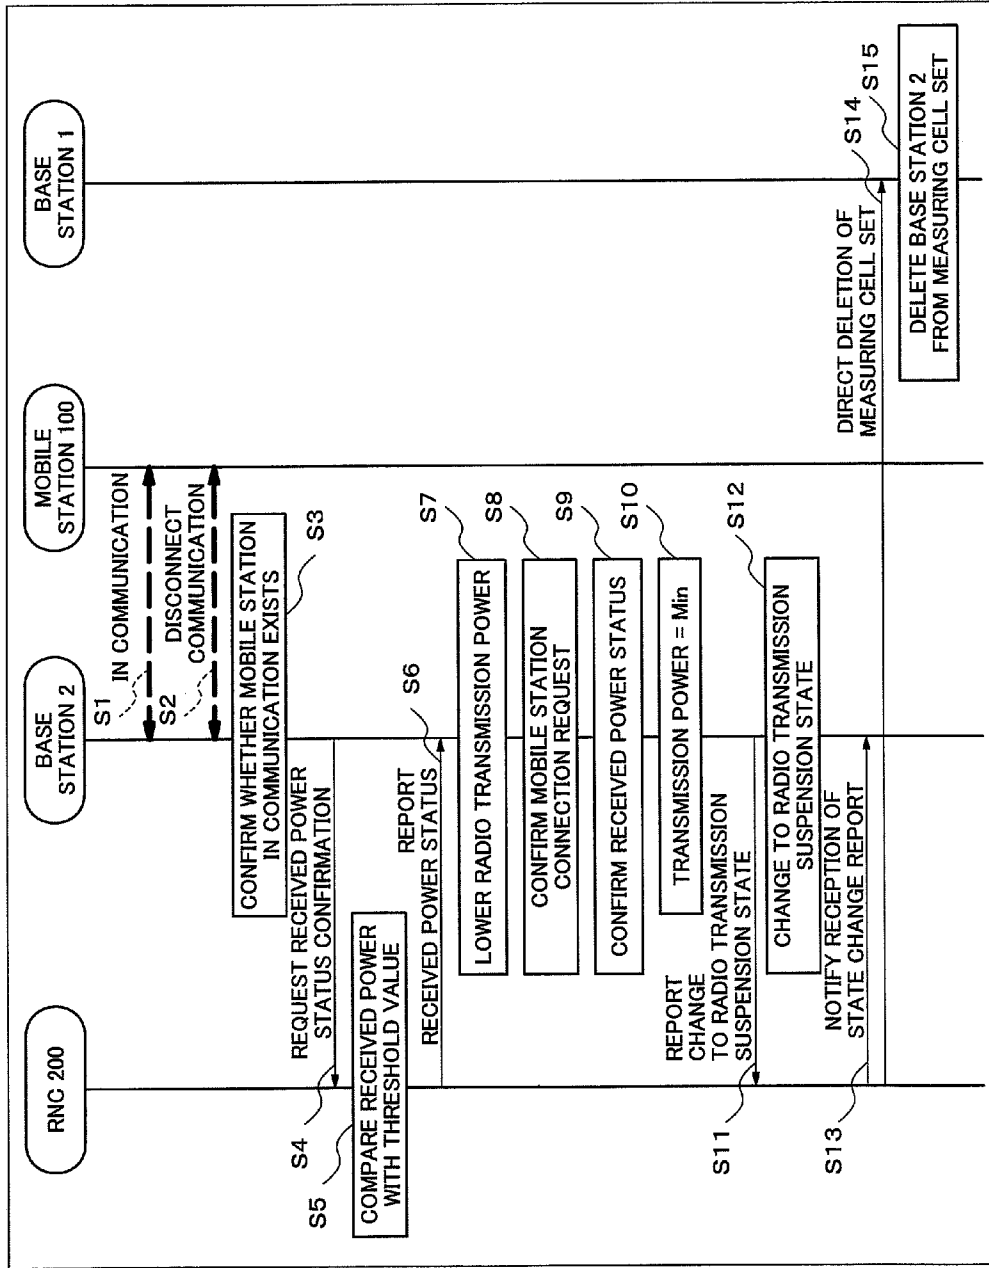 RNC 200
BASE
STATION 2
MOBILE
STATION 100
BASE
STATION 1
S1
IN COMMUNICATION
S2
DISCONNECT
COMMUNICATION
CONFIRM WHETHER MOBILE STATION
IN COMMUNICATION EXISTS
S3
REQUEST RECEIVED POWER
STATUS CONFIRMATION
S4
COMPARE RECEIVED POWER
WITH THRESHOLD VALUE
S5
REPORT
RECEIVED POWER STATUS
S6
LOWER RADIO TRANSMISSION POWER
S7
CONFIRM MOBILE STATION
CONNECTION REQUEST
S8
CONFIRM RECEIVED POWER STATUS
S9
TRANSMISSION POWER = Min
S10
REPORT
CHANGE
TO RADIO TRANSMISSION
SUSPENSION STATE
S11
CHANGE TO RADIO TRANSMISSION
SUSPENSION STATE
S12
NOTIFY RECEPTION OF
STATE CHANGE REPORT
S13
DIRECT DELETION OF
MEASURING CELL SET
S14
DELETE BASE STATION 2
FROM MEASURING CELL SET
S15